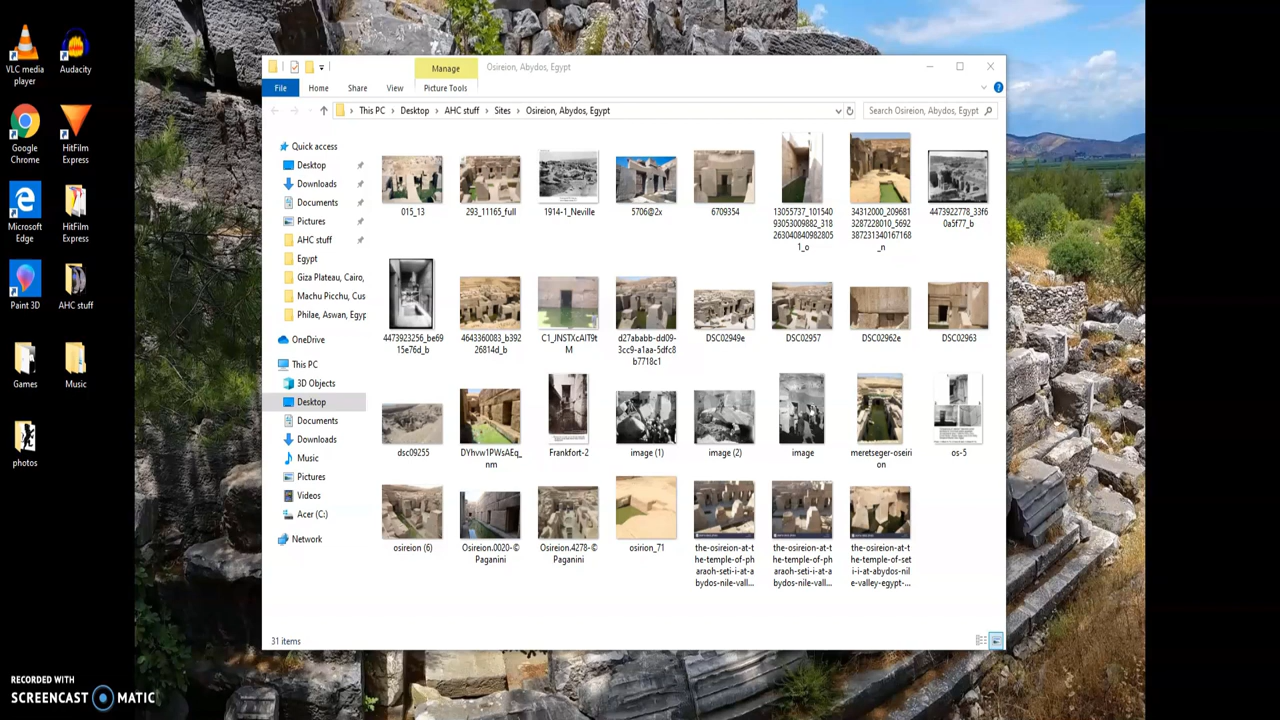 VLC media
player
Audacity
Google
Chrome
HitFilm
Express
Microsoft
Edge
HitFilm
Express
Paint 3D
AHC stuff
Games
Music
photos
RECORDED WITH
SCREENCAST MATIC
Manage
Osireion, Abydos, Egypt
File
Home
Share
View
Picture Tools
This PC
Desktop
AHC stuff
Sites
Osireion, Abydos, Egypt
Search Osireion, Abydos, Egypt
Quick access
Desktop
Downloads
Documents
Pictures
AHC stuff
Egypt
Giza Plateau, Cairo,
Machu Picchu, Cus
Philae, Aswan, Egyp
OneDrive
This PC
3D Objects
Desktop
Documents
Downloads
Music
Pictures
Videos
Acer (C:)
Network
015_13
293_11165_full
1914-1_Neville
5706@2x
6709354
13055737_101540
93053009882_318
263040840982805
1_o
34312000_209681
3287228010_5692
387231340167168
_n
4473922778_33f6
0a5f77_b
4473923256_be69
15e76d_b
4643360083_b392
26814d_b
C1_JNSTXcAIT9t
M
d27ababb-dd09-
3cc9-a1aa-5dfc8
b7718c1
DSC02949e
DSC02957
DSC02962e
DSC02963
dsc09255
DYhvw1PWsAEq_
nm
Frankfort-2
image (1)
image (2)
image
meretseger-oseiri
on
os-5
osireion (6)
Osireion.0020-©
Paganini
Osireion.4278-©
Paganini
osirion_71
the-osireion-at-t
he-temple-of-ph
araoh-seti-i-at-a
bydos-nile-vall...
the-osireion-at-t
he-temple-of-ph
araoh-seti-i-at-a
bydos-nile-vall...
the-osireion-at-t
he-temple-of-set
i-i-at-abydos-nil
e-valley-egypt-...
31 items